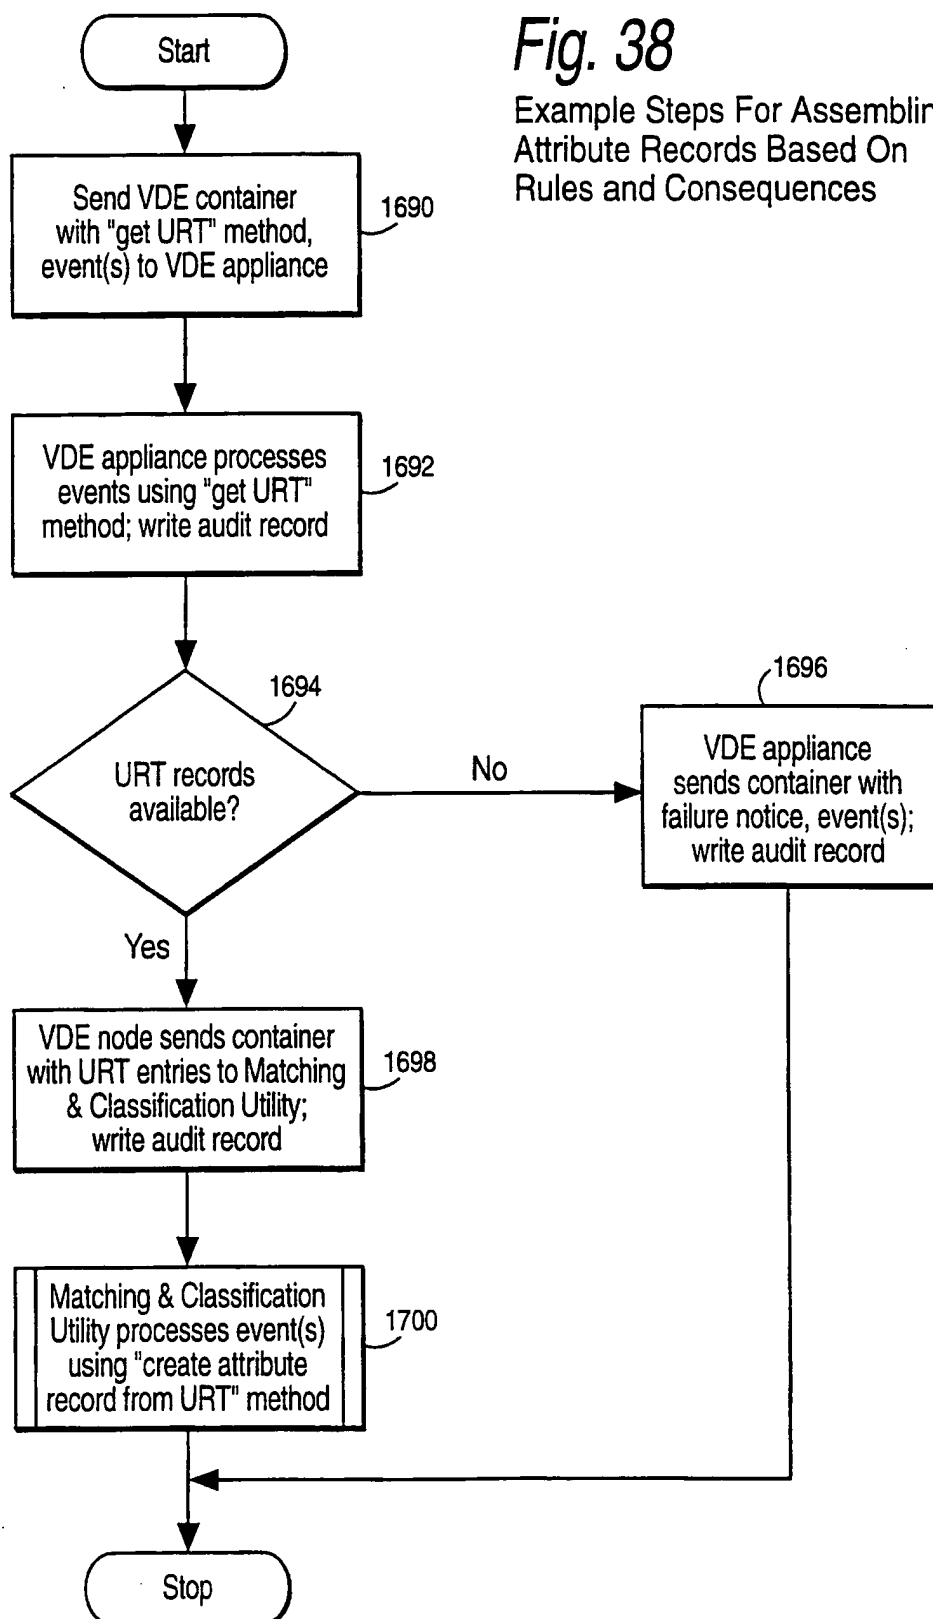 Start
Fig. 38
Example Steps For Assemblin
Attribute Records Based On
Rules and Consequences
Send VDE container
with "get URT" method,
event(s) to VDE appliance
1690
VDE appliance processes
events using "get URT"
method; write audit record
1692
URT records
available?
1694
No
VDE appliance
sends container with
failure notice, event(s);
write audit record
1696
Yes
VDE node sends container
with URT entries to Matching
& Classification Utility;
write audit record
1698
Matching & Classification
Utility processes event(s)
using "create attribute
record from URT" method
1700
Stop